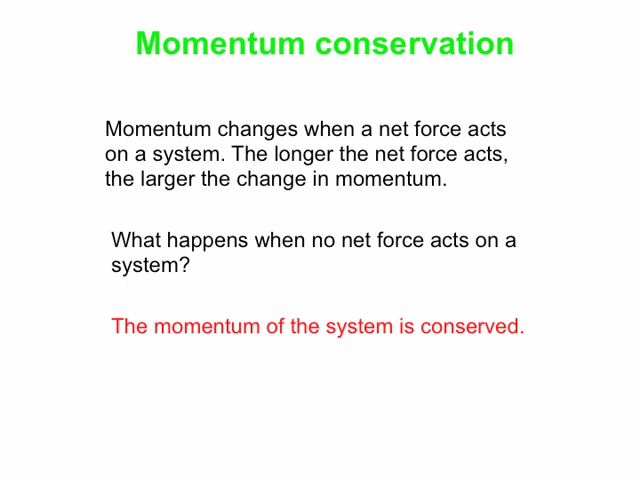 Momentum conservation
Momentum changes when a net force acts
on a system. The longer the net force acts,
the larger the change in momentum.
What happens when no net force acts on a
system?
The momentum of the system is conserved.